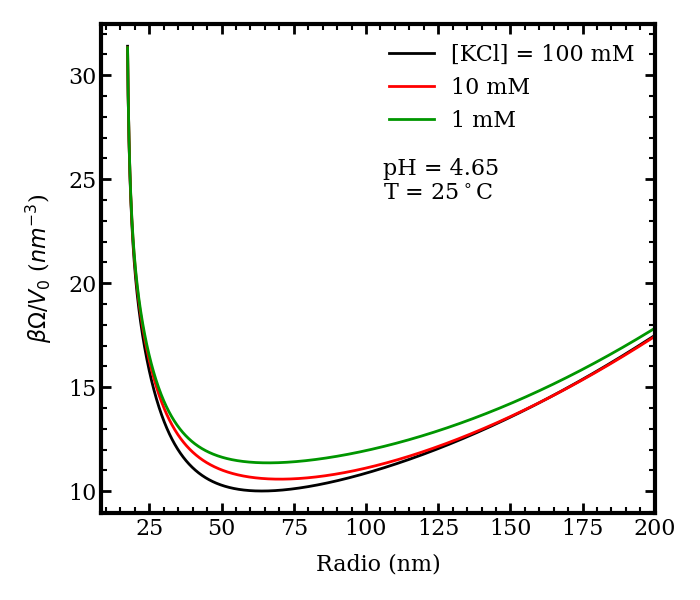 [KCl] = 100 mM
10 mM
1 mM
pH = 4.65
T = 25°C
βΩ/V₀ (nm⁻³)
30
25
20
15
10
25 50 75 100 125 150 175 200
Radio (nm)